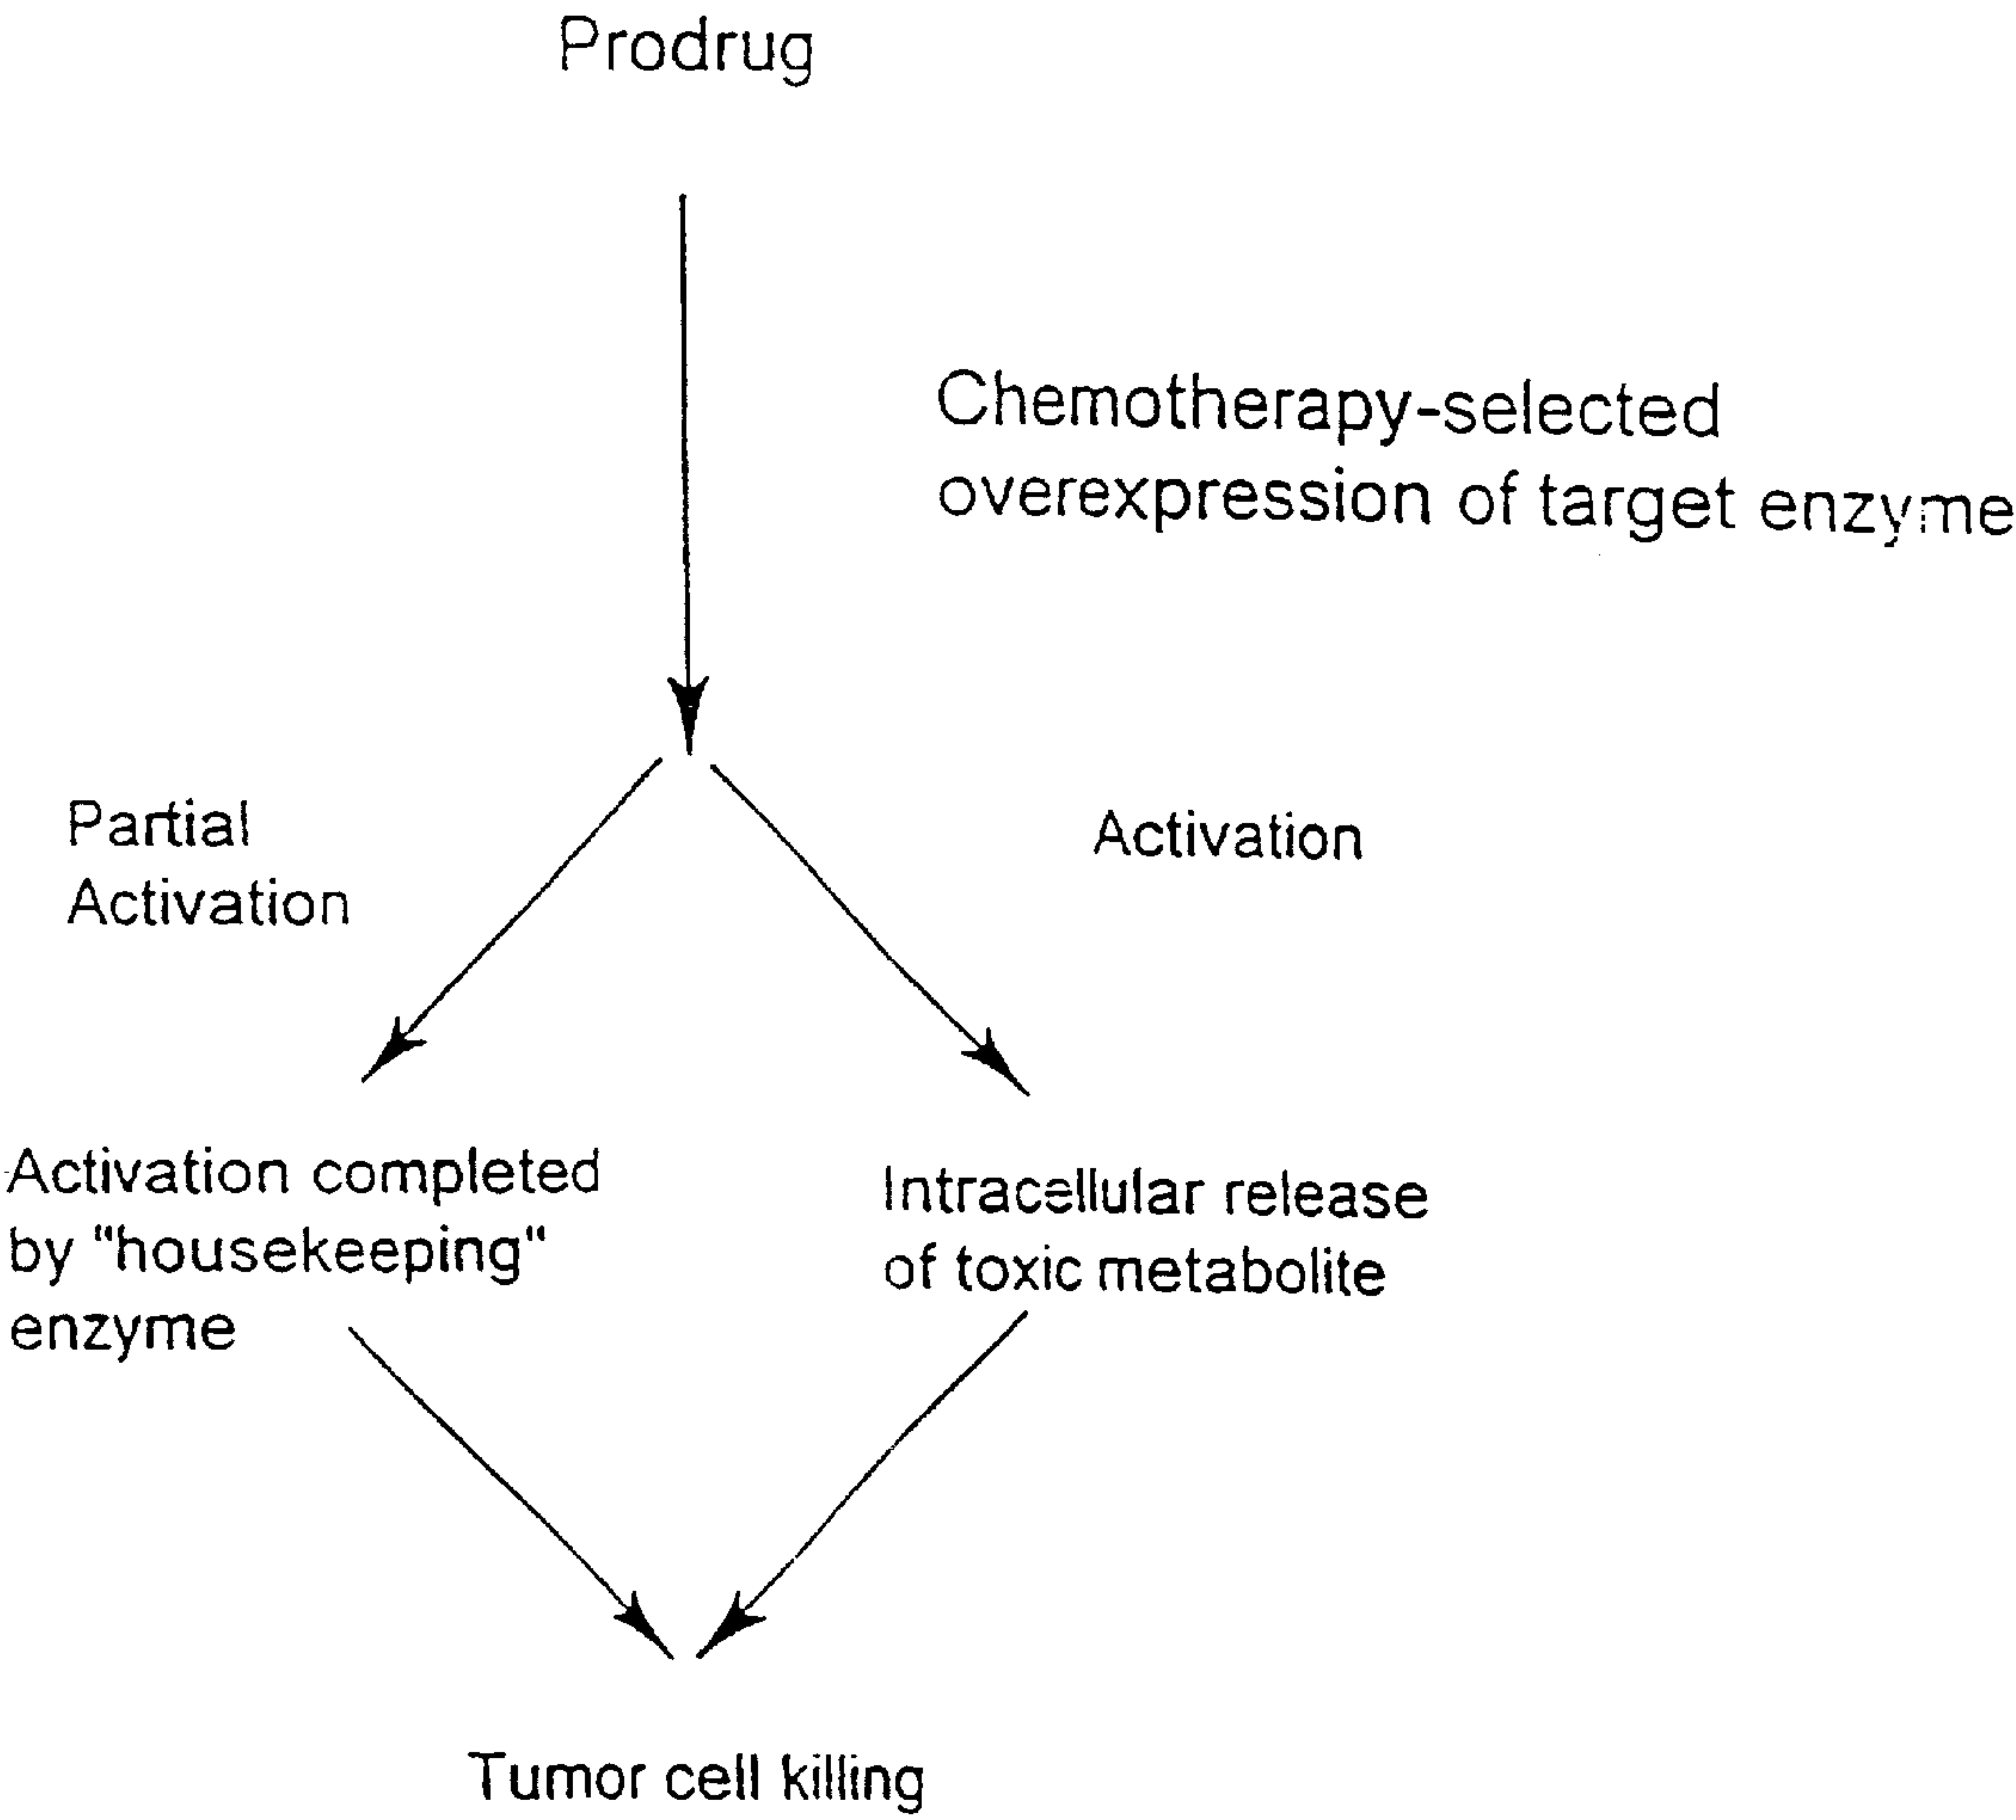 Prodrug
Chemotherapy-selected
overexpression of target enzyme
Partial
Activation
Activation
Activation completed
by "housekeeping"
enzyme
Intracellular release
of toxic metabolite
Tumor cell killing